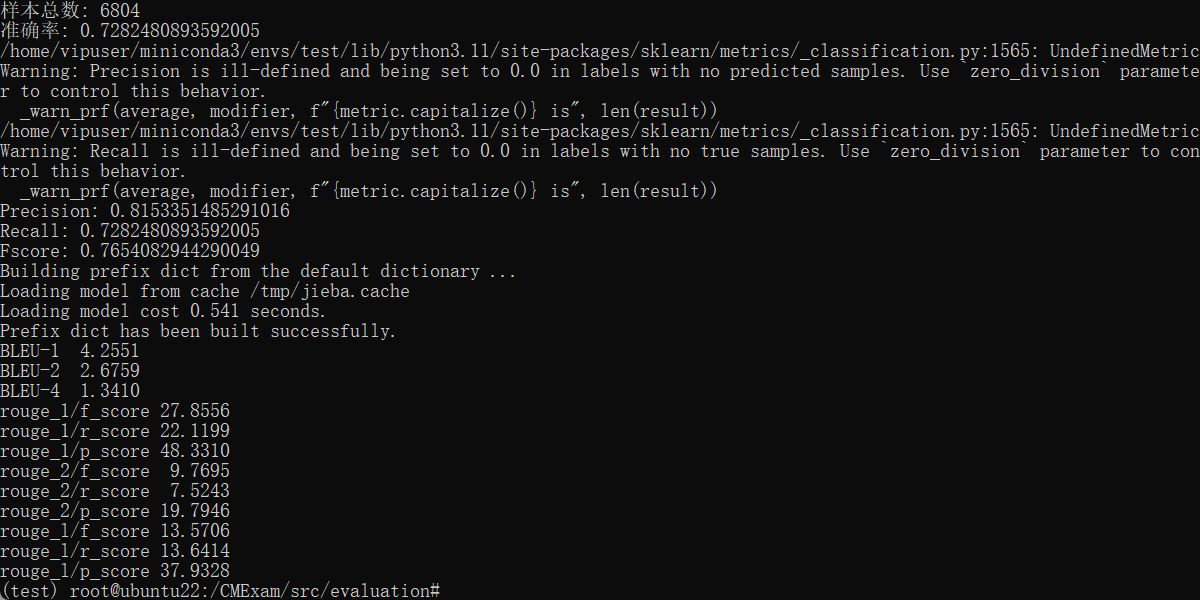 样本总数: 6804
准确率: 0.7282480893592005
/home/vipuser/miniconda3/envs/test/lib/python3.11/site-packages/sklearn/metrics/_classification.py:1565: UndefinedMetric
Warning: Precision is ill-defined and being set to 0.0 in labels with no predicted samples. Use `zero_division` paramete
r to control this behavior.
  _warn_prf(average, modifier, f"{metric.capitalize()} is", len(result))
/home/vipuser/miniconda3/envs/test/lib/python3.11/site-packages/sklearn/metrics/_classification.py:1565: UndefinedMetric
Warning: Recall is ill-defined and being set to 0.0 in labels with no true samples. Use `zero_division` parameter to con
trol this behavior.
  _warn_prf(average, modifier, f"{metric.capitalize()} is", len(result))
Precision: 0.8153351485291016
Recall: 0.7282480893592005
Fscore: 0.7654082944290049
Building prefix dict from the default dictionary ...
Loading model from cache /tmp/jieba.cache
Loading model cost 0.541 seconds.
Prefix dict has been built successfully.
BLEU-1  4.2551
BLEU-2  2.6759
BLEU-4  1.3410
rouge_1/f_score 27.8556
rouge_1/r_score 22.1199
rouge_1/p_score 48.3310
rouge_2/f_score  9.7695
rouge_2/r_score  7.5243
rouge_2/p_score 19.7946
rouge_l/f_score 13.5706
rouge_l/r_score 13.6414
rouge_l/p_score 37.9328
(test) root@ubuntu22:/CMExam/src/evaluation#